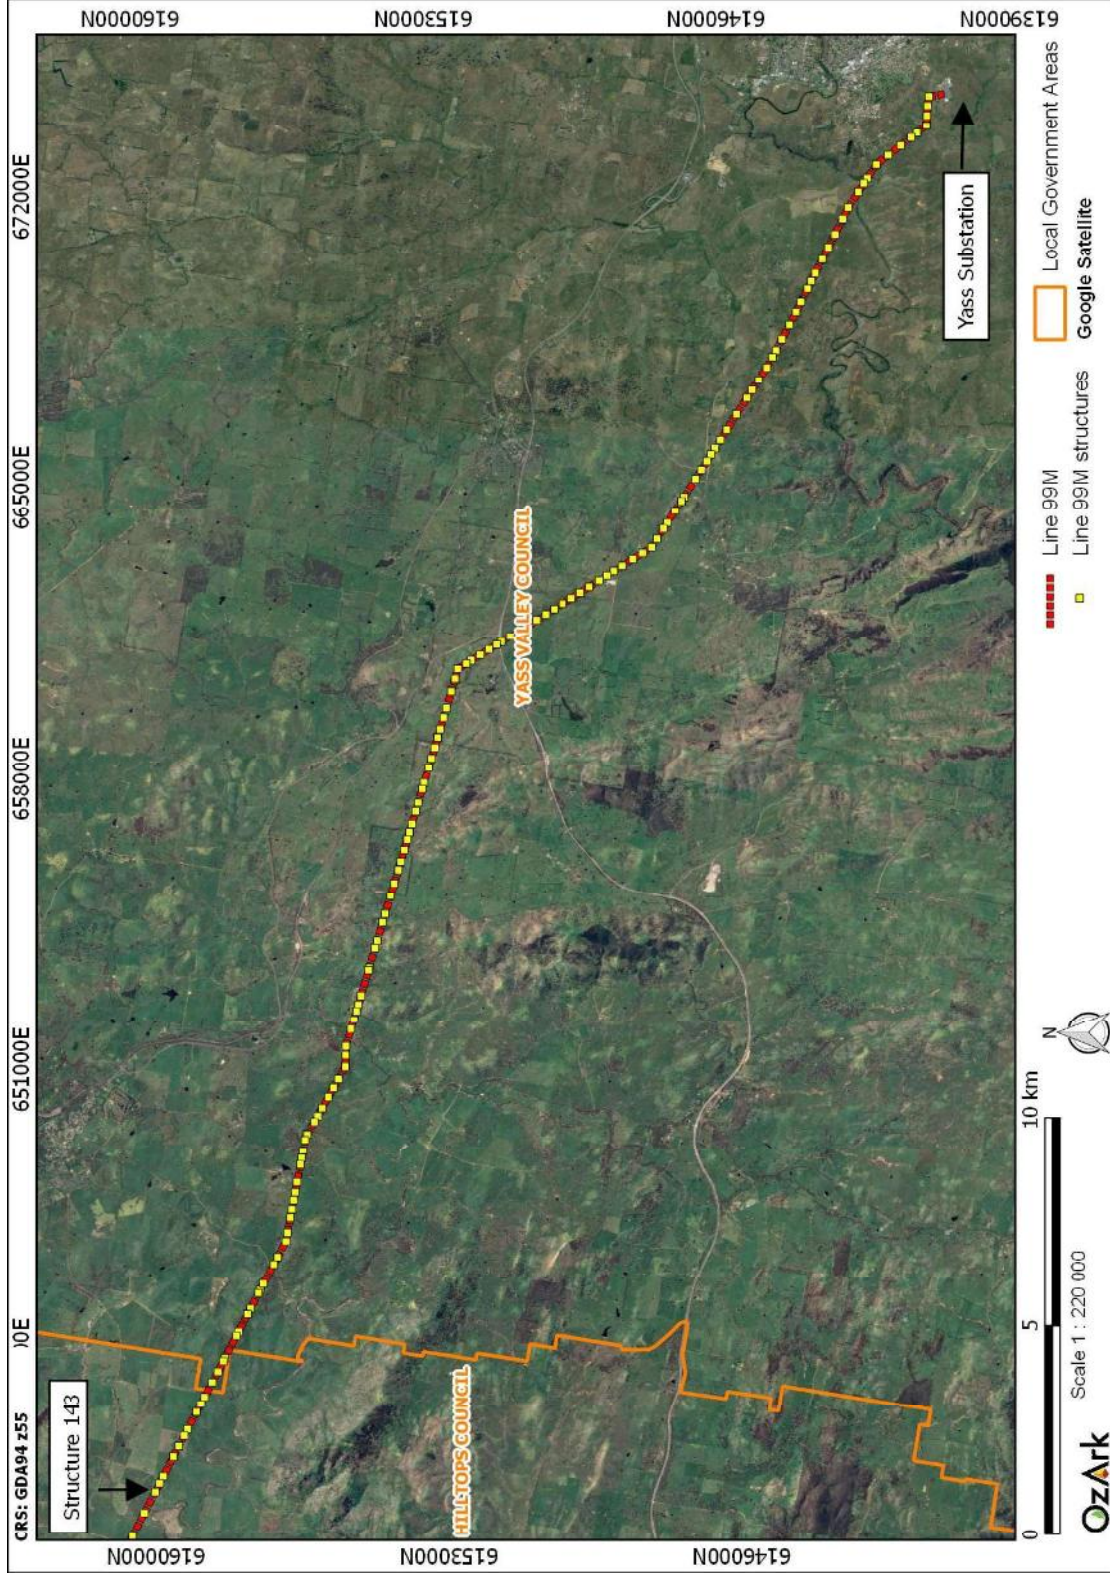 CRS: GDA94 z55
)0E
651000E
658000E
665000E
672000E
6160000N
6153000N
6146000N
6160000N
6153000N
6146000N
6139000N
Structure 143
HILLTOPS COUNCIL
YASS VALLEY COUNCIL
Yass Substation
OzArk
0
5
10 km
Scale 1 : 220 000
N
Line 99M
Line 99M structures
Local Government Areas
Google Satellite